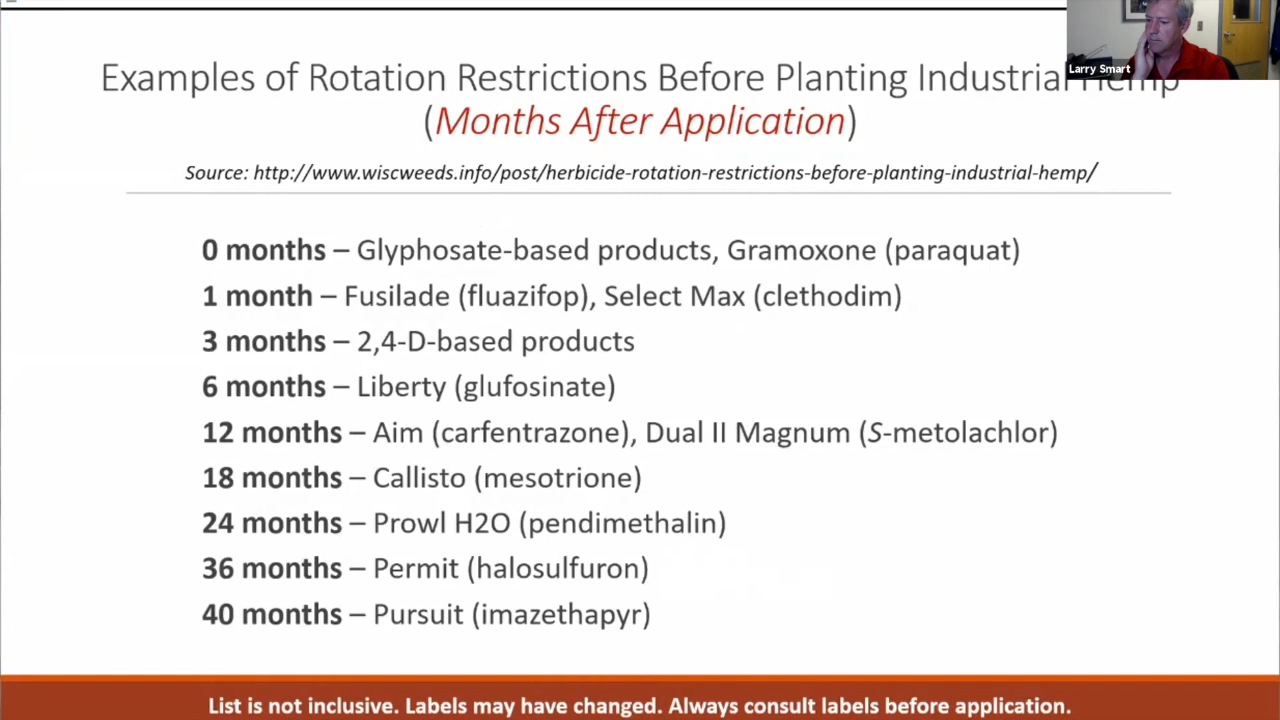 Examples of Rotation Restrictions Before Planting Industrial Hemp
(Months After Application)
Source: http://www.wiscweeds.info/post/herbicide-rotation-restrictions-before-planting-industrial-hemp/
0 months – Glyphosate-based products, Gramoxone (paraquat)
1 month – Fusilade (fluazifop), Select Max (clethodim)
3 months – 2,4-D-based products
6 months – Liberty (glufosinate)
12 months – Aim (carfentrazone), Dual II Magnum (S-metolachlor)
18 months – Callisto (mesotrione)
24 months – Prowl H2O (pendimethalin)
36 months – Permit (halosulfuron)
40 months – Pursuit (imazethapyr)
List is not inclusive. Labels may have changed. Always consult labels before application.
Larry Smart